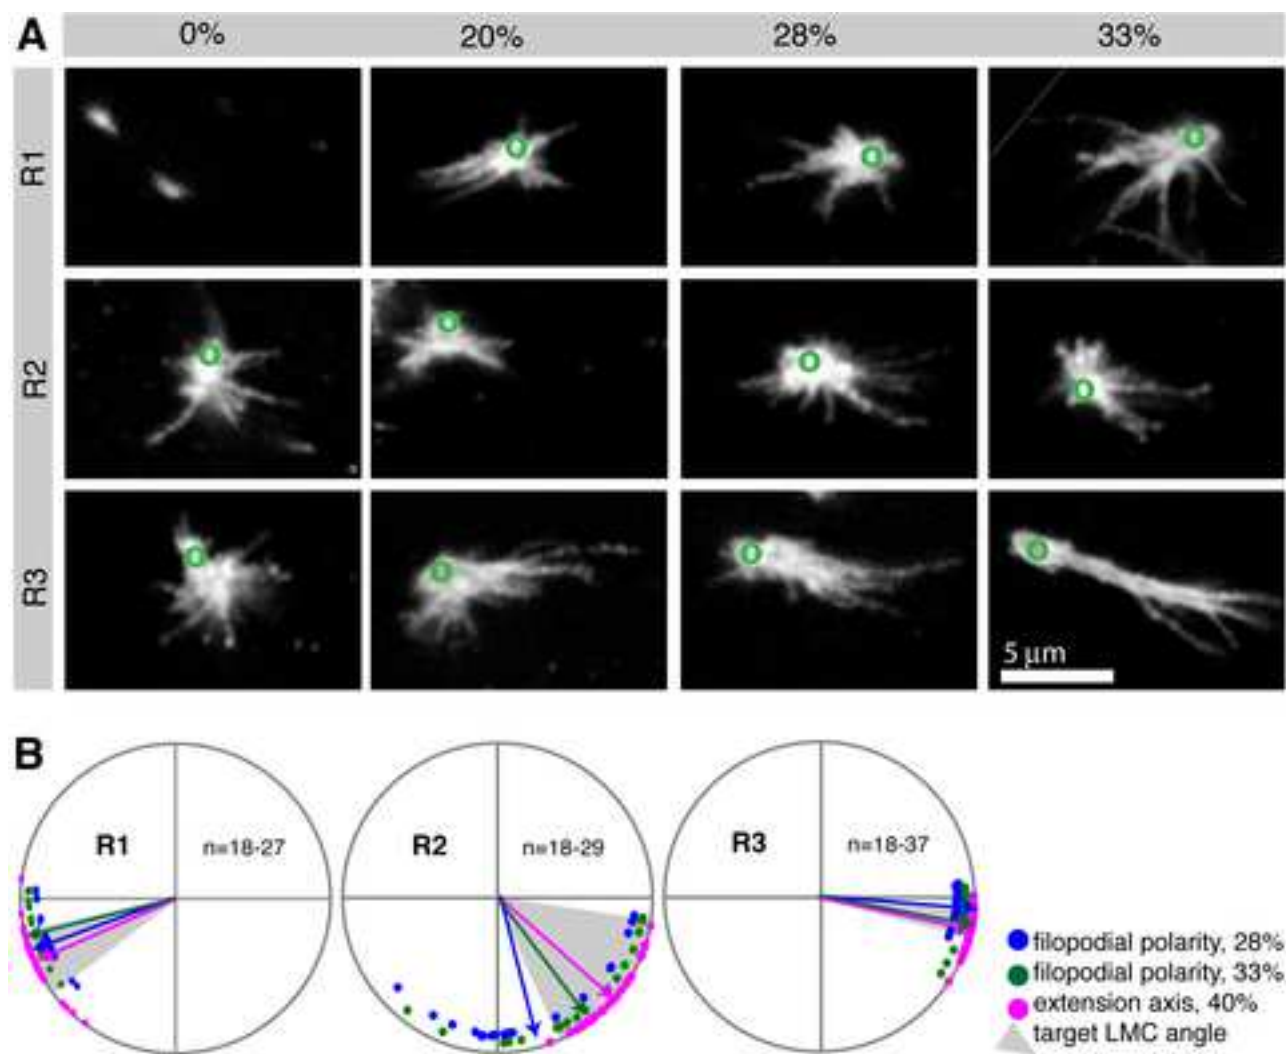 A
0% 20% 28% 33%
R1
R2
R3
5 μm
B
R1 n=18-27
R2 n=18-29
R3 n=18-37
filopodial polarity, 28%
filopodial polarity, 33%
extension axis, 40%
target LMC angle